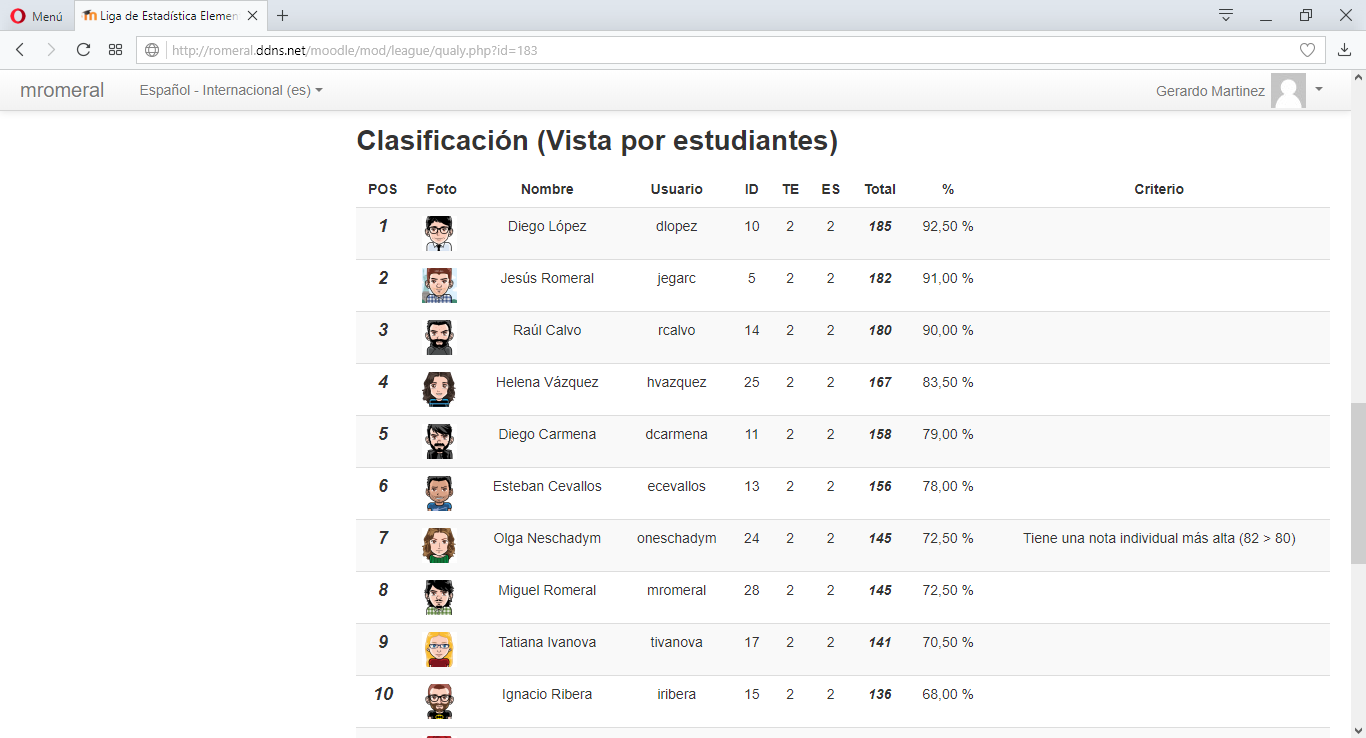 Menú
Liga de Estadística Elemen
http://romeral.ddns.net/moodle/mod/league/qualy.php?id=183
mromeral Español - Internacional (es) Gerardo Martinez
Clasificación (Vista por estudiantes)
POS Foto Nombre Usuario ID TE ES Total % Criterio
1 Diego López dlopez 10 2 2 185 92,50 %
2 Jesús Romeral jegarc 5 2 2 182 91,00 %
3 Raúl Calvo rcalvo 14 2 2 180 90,00 %
4 Helena Vázquez hvazquez 25 2 2 167 83,50 %
5 Diego Carmena dcarmena 11 2 2 158 79,00 %
6 Esteban Cevallos ecevallos 13 2 2 156 78,00 %
7 Olga Neschadym oneschadym 24 2 2 145 72,50 % Tiene una nota individual más alta (82 > 80)
8 Miguel Romeral mromeral 28 2 2 145 72,50 %
9 Tatiana Ivanova tivanova 17 2 2 141 70,50 %
10 Ignacio Ribera iribera 15 2 2 136 68,00 %